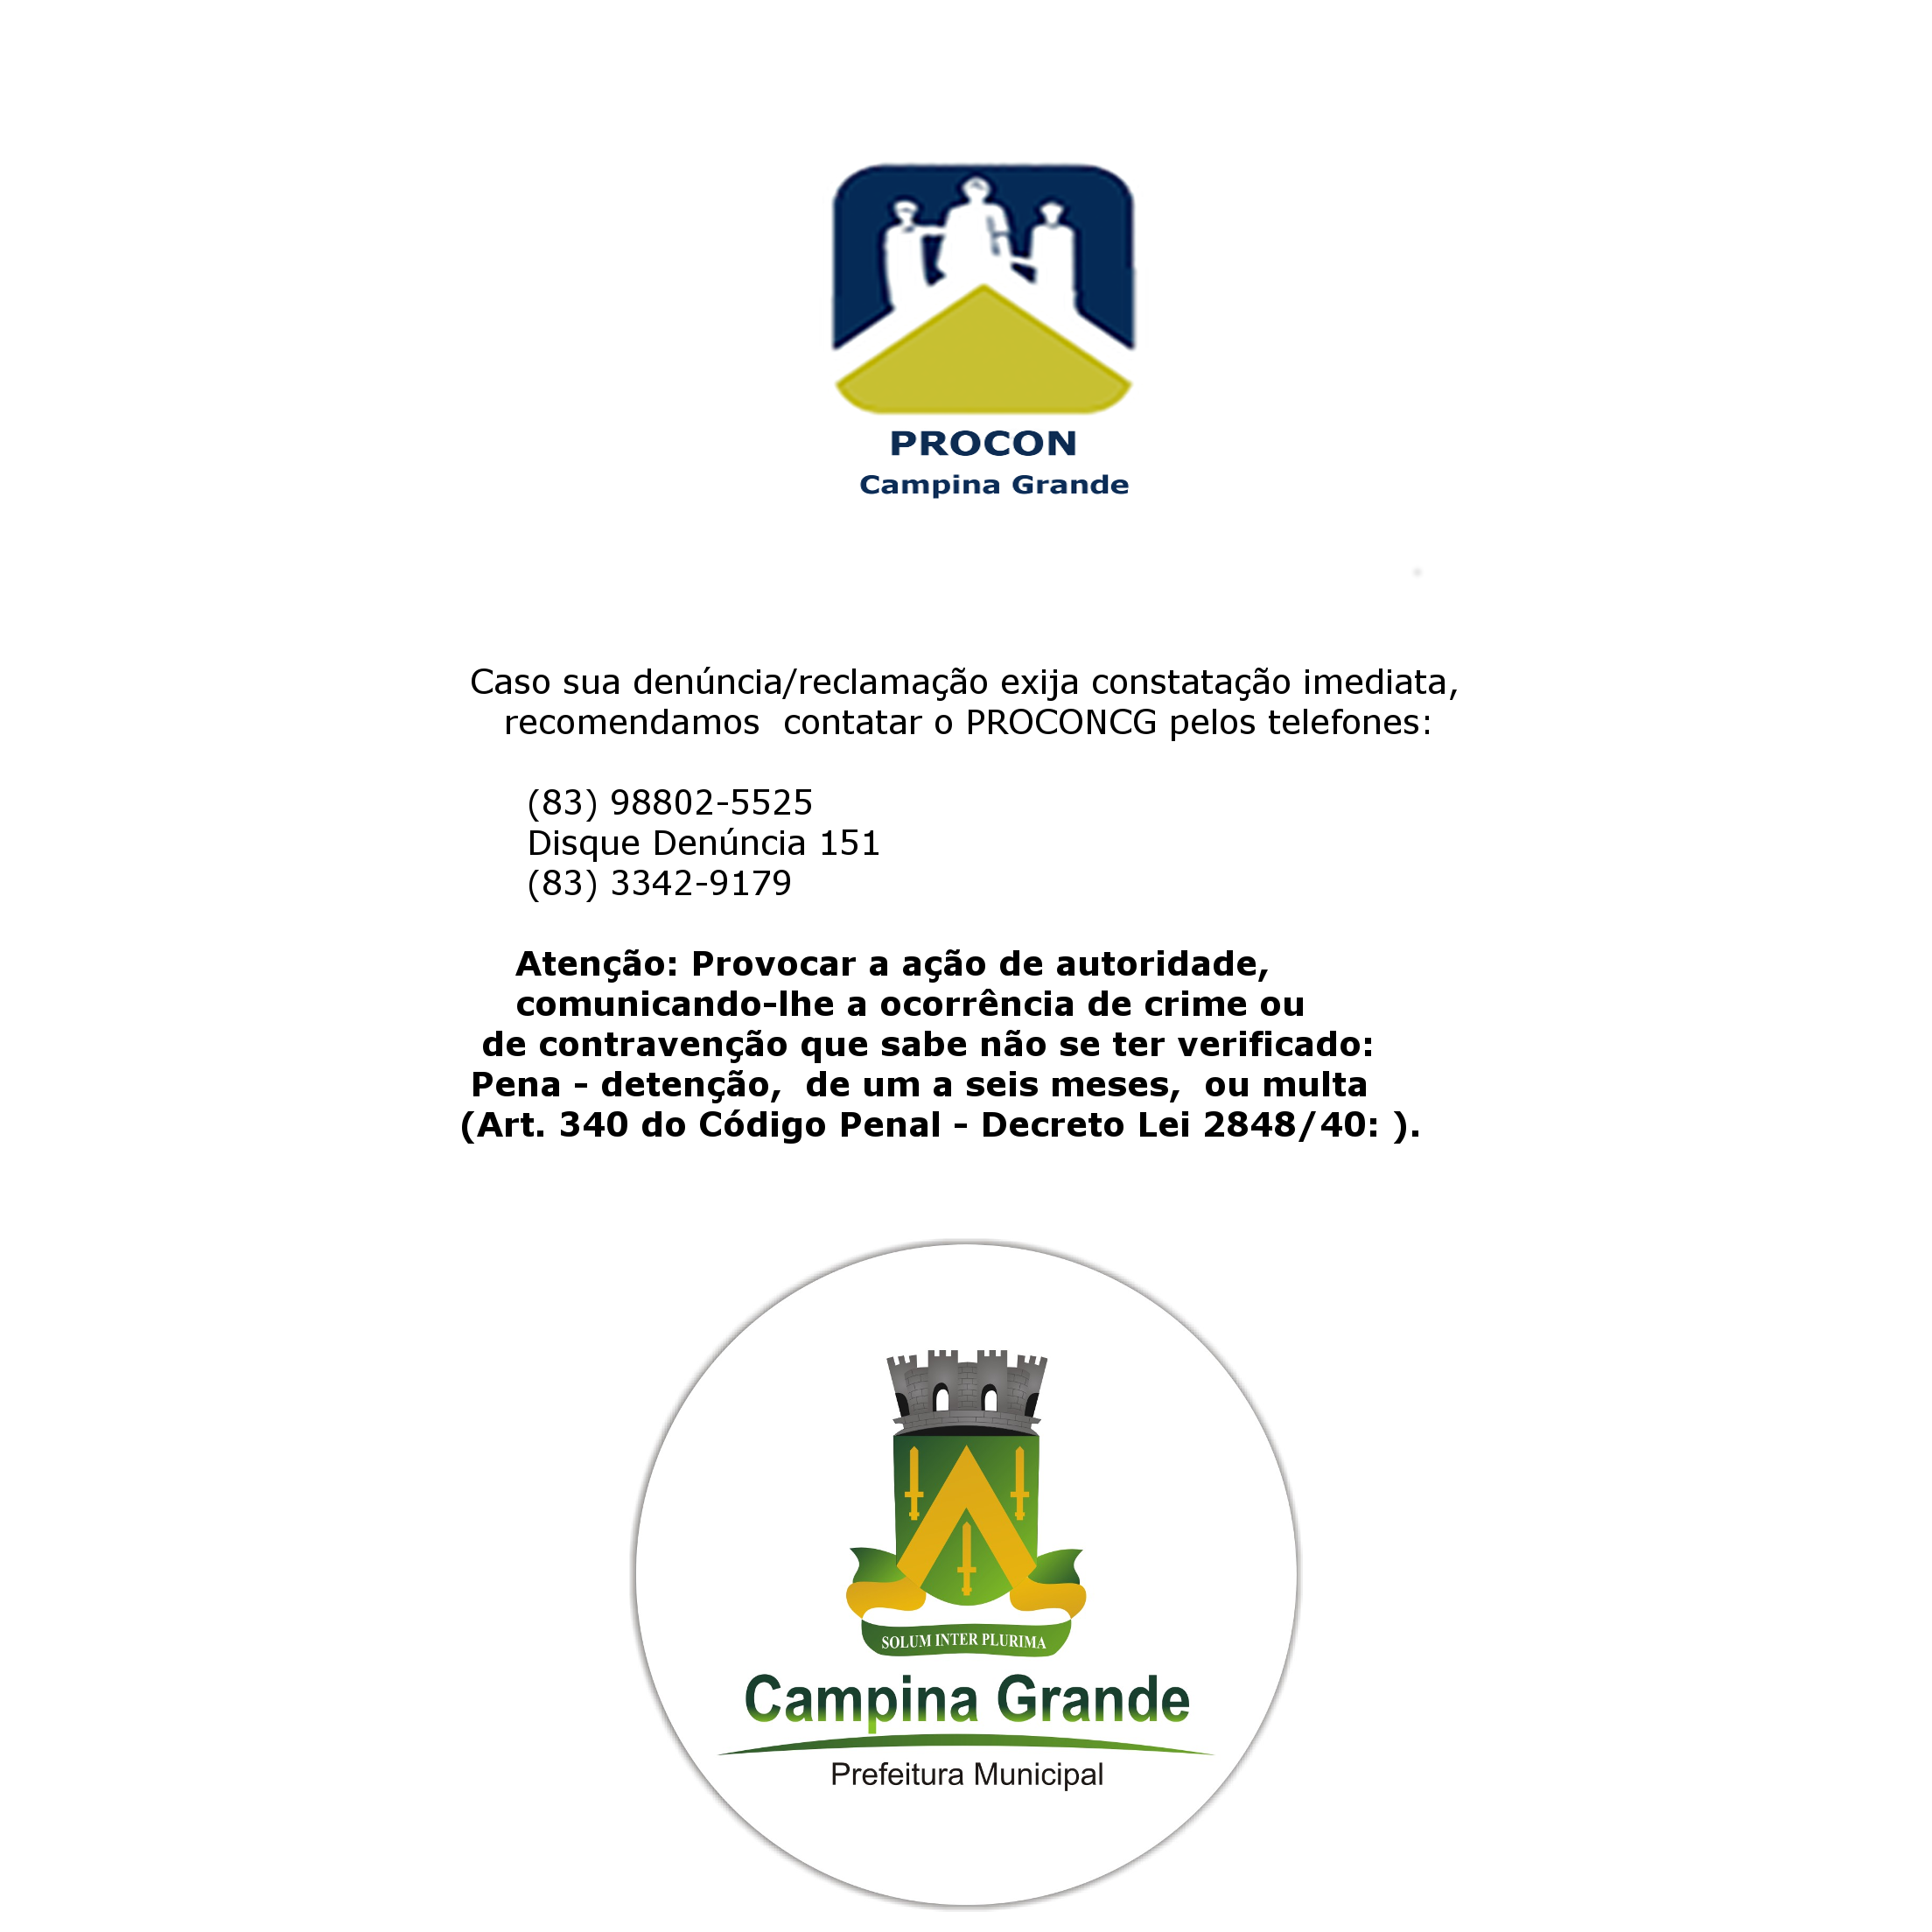 PROCON
Campina Grande
Caso sua denúncia/reclamação exija constatação imediata,
recomendamos  contatar o PROCONCG pelos telefones:
(83) 98802-5525
Disque Denúncia 151
(83) 3342-9179
Atenção: Provocar a ação de autoridade,
comunicando-lhe a ocorrência de crime ou
de contravenção que sabe não se ter verificado:
Pena - detenção,  de um a seis meses,  ou multa
(Art. 340 do Código Penal - Decreto Lei 2848/40: ).
SOLUM INTER PLURIMA
Campina Grande
Prefeitura Municipal